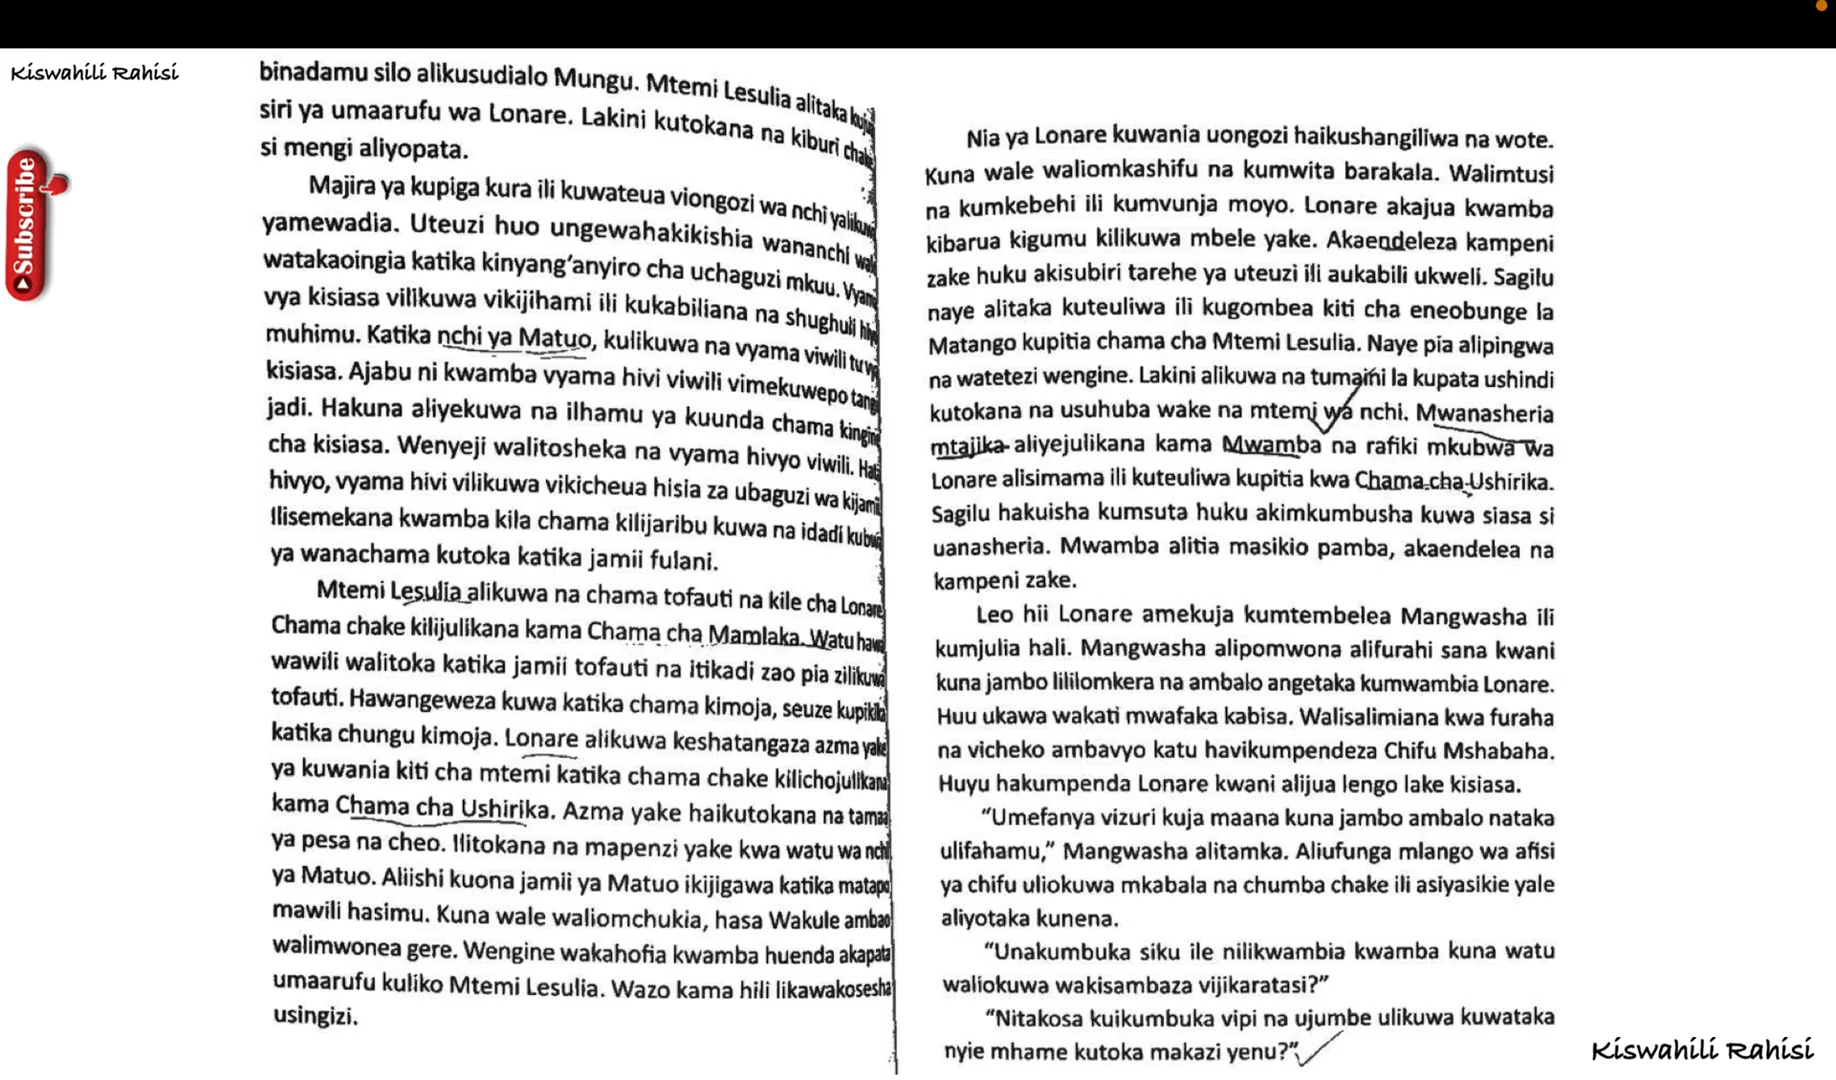 Kiswahili Rahisi
Subscribe
binadamu silo alikusudialo Mungu. Mtemi Lesulia alitaka
siri ya umaarufu wa Lonare. Lakini kutokana na kiburi
si mengi aliyopata.
Majira ya kupiga kura ili kuwateua viongozi wa nchi yalikuwa
yamewadia. Uteuzi huo ungewahakikishia wananchi
watakaoingia katika kinyang'anyiro cha uchaguzi mkuu.
vya kisiasa vilikuwa vikijihami ili kukabiliana na shughuli
muhimu. Katika nchi ya Matuo, kulikuwa na vyama viwili tu
kisiasa. Ajabu ni kwamba vyama hivi viwili vimekuwepo
jadi. Hakuna aliyekuwa na ilhamu ya kuunda chama kingine
cha kisiasa. Wenyeji walitosheka na vyama hivyo viwili.
hivyo, vyama hivi vilikuwa vikicheua hisia za ubaguzi wa
Ilisemekana kwamba kila chama kilijaribu kuwa na idadi kubwa
ya wanachama kutoka katika jamii fulani.
Mtemi Lesulia alikuwa na chama tofauti na kile cha Lonare
Chama chake kilijulikana kama Chama cha Mamlaka. Watu hawa
wawili walitoka katika jamii tofauti na itikadi zao pia zilikuwa
tofauti. Hawangeweza kuwa katika chama kimoja, seuze kupikika
katika chungu kimoja. Lonare alikuwa keshatangaza azma yake
ya kuwania kiti cha mtemi katika chama chake kilichojulikana
kama Chama cha Ushirika. Azma yake haikutokana na tamaa
ya pesa na cheo. Ilitokana na mapenzi yake kwa watu wa nchi
ya Matuo. Aliishi kuona jamii ya Matuo ikijigawa katika matapo
mawili hasimu. Kuna wale waliomchukia, hasa Wakule ambao
walimwonea gere. Wengine wakahofia kwamba huenda akapata
umaarufu kuliko Mtemi Lesulia. Wazo kama hili likawakosesha
usingizi.
Nia ya Lonare kuwania uongozi haikushangiliwa na wote.
Kuna wale waliomkashifu na kumwita barakala. Walimtusi
na kumkebehi ili kumvunja moyo. Lonare akajua kwamba
kibarua kigumu kilikuwa mbele yake. Akaendeleza kampeni
zake huku akisubiri tarehe ya uteuzi ili aukabili ukweli. Sagilu
naye alitaka kuteuliwa ili kugombea kiti cha eneobunge la
Matango kupitia chama cha Mtemi Lesulia. Naye pia alipingwa
na watetezi wengine. Lakini alikuwa na tumaini la kupata ushindi
kutokana na usuhuba wake na mtemi wa nchi. Mwanasheria
mtajika aliyejulikana kama Mwamba na rafiki mkubwa wa
Lonare alisimama ili kuteuliwa kupitia kwa Chama cha Ushirika.
Sagilu hakuisha kumsuta huku akimkumbusha kuwa siasa si
uanasheria. Mwamba alitia masikio pamba, akaendelea na
kampeni zake.
Leo hii Lonare amekuja kumtembelea Mangwasha ili
kumjulia hali. Mangwasha alipomwona alifurahi sana kwani
kuna jambo lililomkera na ambalo angetaka kumwambia Lonare.
Huu ukawa wakati mwafaka kabisa. Walisalimiana kwa furaha
na vicheko ambavyo katu havikumpendeza Chifu Mshabaha.
Huyu hakumpenda Lonare kwani alijua lengo lake kisiasa.
“Umefanya vizuri kuja maana kuna jambo ambalo nataka
ulifahamu,” Mangwasha alitamka. Aliufunga mlango wa afisi
ya chifu uliokuwa mkabala na chumba chake ili asiyasikie yale
aliyotaka kunena.
“Unakumbuka siku ile nilikwambia kwamba kuna watu
waliokuwa wakisambaza vijikaratasi?”
“Nitakosa kuikumbuka vipi na ujumbe ulikuwa kuwataka
nyie mhame kutoka makazi yenu?”
Kiswahili Rahisi